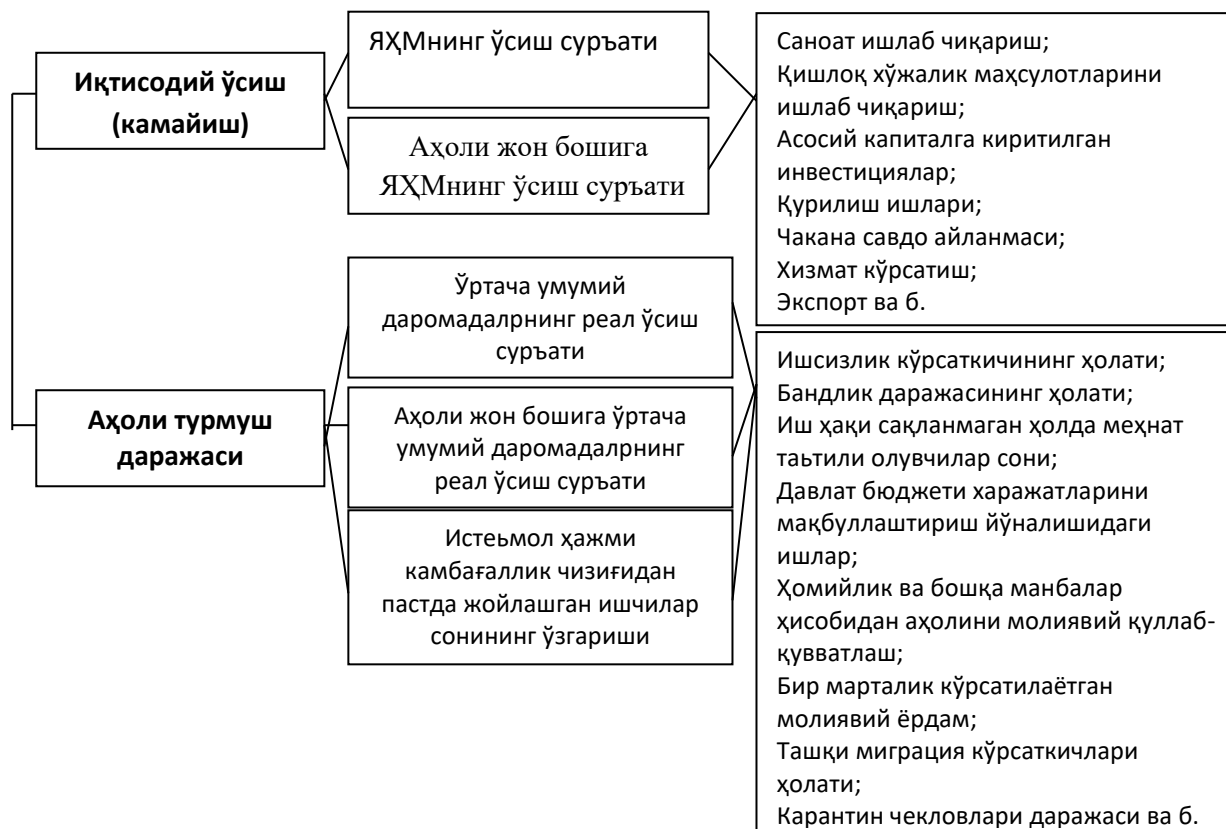 Иқтисодий ўсиш
(камайиш)
ЯҲМнинг ўсиш суръати
Аҳоли жон бошига
ЯҲМнинг ўсиш суръати
Саноат ишлаб чиқариш;
Қишлоқ хўжалик маҳсулотларини
ишлаб чиқариш;
Асосий капиталга киритилган
инвестициялар;
Қурилиш ишлари;
Чакана савдо айланмаси;
Хизмат кўрсатиш;
Экспорт ва б.
Аҳоли турмуш
даражаси
Ўртача умумий
даромадалрнинг реал ўсиш
суръати
Аҳоли жон бошига ўртача
умумий даромадалрнинг
реал ўсиш суръати
Истеьмол ҳажми
камбағаллик чизиғидан
пастда жойлашган ишчилар
сонининг ўзгариши
Ишсизлик кўрсаткичининг ҳолати;
Бандлик даражасининг ҳолати;
Иш ҳақи сақланмаган ҳолда меҳнат
таьтили олувчилар сони;
Давлат бюджети харажатларини
мақбуллаштириш йўналишидаги
ишлар;
Ҳомийлик ва бошқа манбалар
ҳисобидан аҳолини молиявий қуллаб-
қувватлаш;
Бир марталик кўрсатилаётган
молиявий ёрдам;
Ташқи миграция кўрсаткичлари
ҳолати;
Карантин чекловлари даражаси ва б.